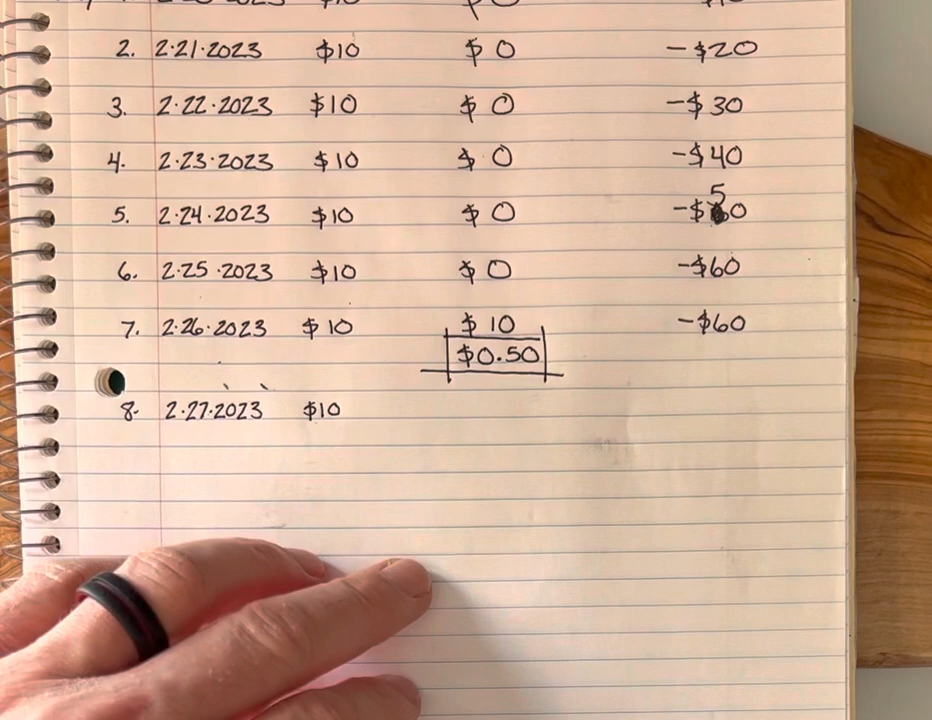 2. 2·21·2023 $10 $0 -$20
3. 2·22·2023 $10 $0 -$30
4. 2·23·2023 $10 $0 -$40
5. 2·24·2023 $10 $0 -$50
6. 2·25·2023 $10 $0 -$60
7. 2·26·2023 $10 $10 -$60
$0.50
8. 2·27·2023 $10